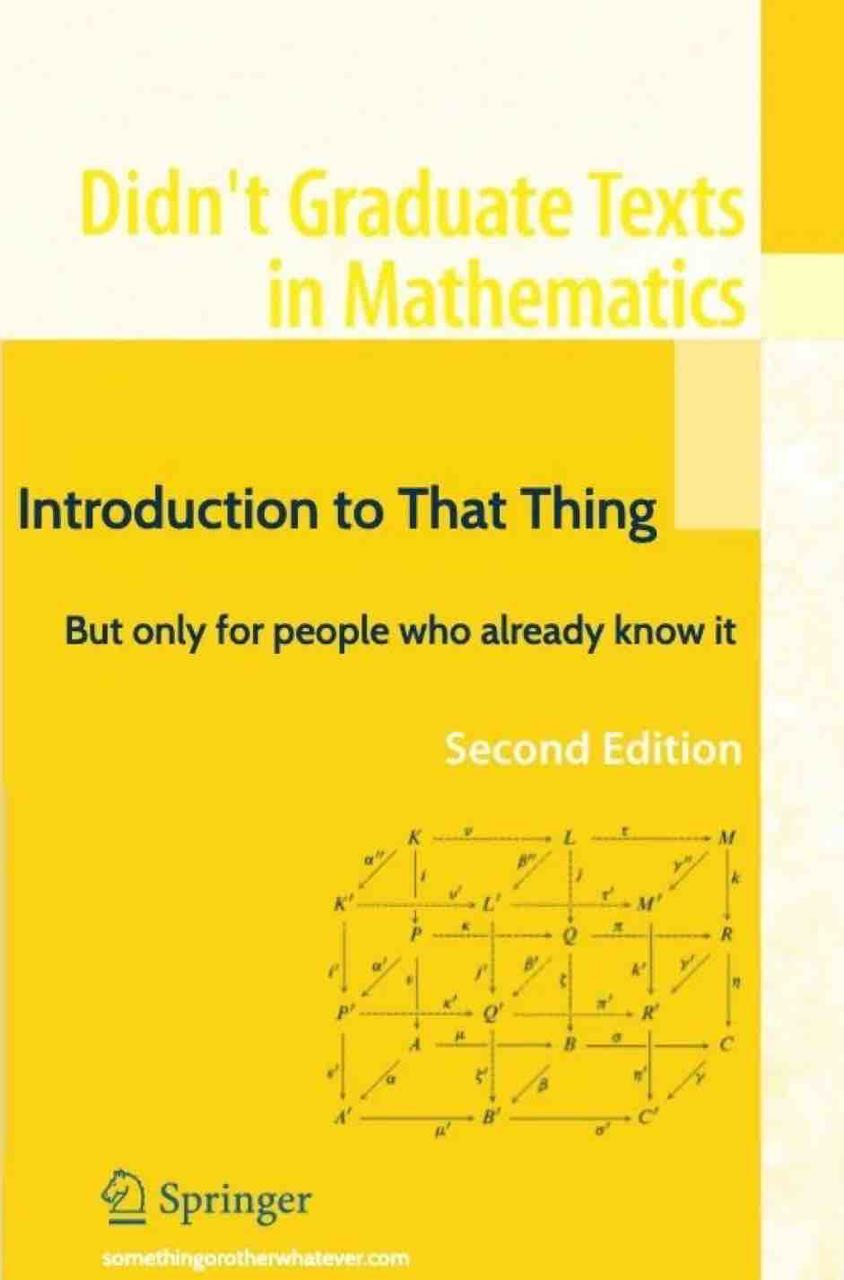 Didn't Graduate Texts
in Mathematics
Introduction to That Thing
But only for people who already know it
Second Edition
K ν L τ M
α'' i β'' j γ'' k
K' ν' L' τ' M'
P κ Q π R
i' α' ε j' β' ζ k' γ' η
P' κ' Q' π' R'
A μ B σ C
ε' α ζ' β η' γ
A' μ' B' σ' C'
Springer
somethingorotherwhatever.com